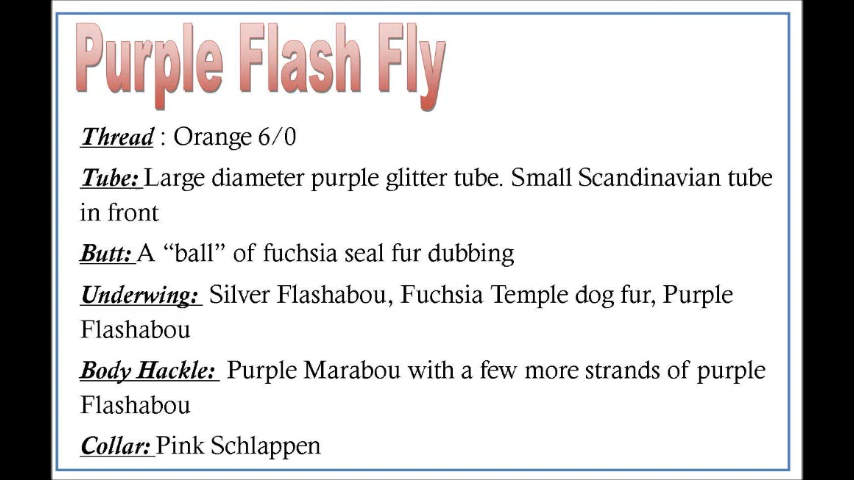 Purple Flash Fly
Thread : Orange 6/0
Tube: Large diameter purple glitter tube. Small Scandinavian tube
in front
Butt: A “ball” of fuchsia seal fur dubbing
Underwing: Silver Flashabou, Fuchsia Temple dog fur, Purple
Flashabou
Body Hackle: Purple Marabou with a few more strands of purple
Flashabou
Collar: Pink Schlappen